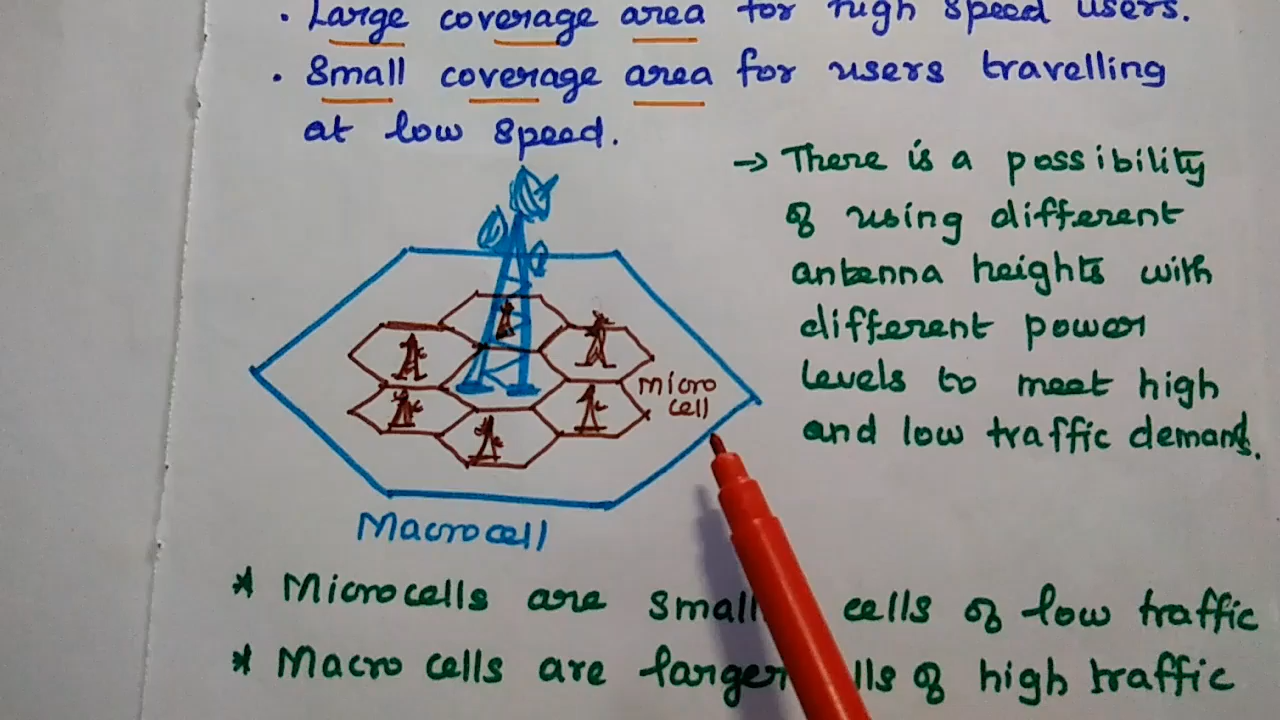 . Large coverage area for high speed users.
. Small coverage area for users travelling
at low speed.
→ There is a possibility
of using different
antenna heights with
different power
levels to meet high
and low traffic demands.
Micro
cell
Macrocell
* Microcells are small cells of low traffic
* Macro cells are larger of high traffic